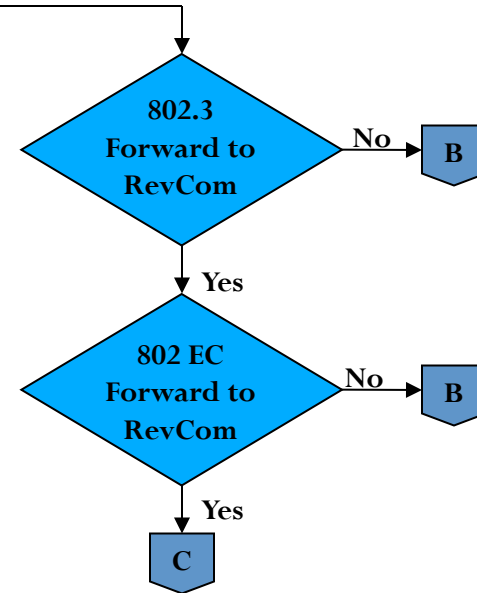 802.3
Forward to
RevCom
No
B
Yes
802 EC
Forward to
RevCom
No
B
Yes
C